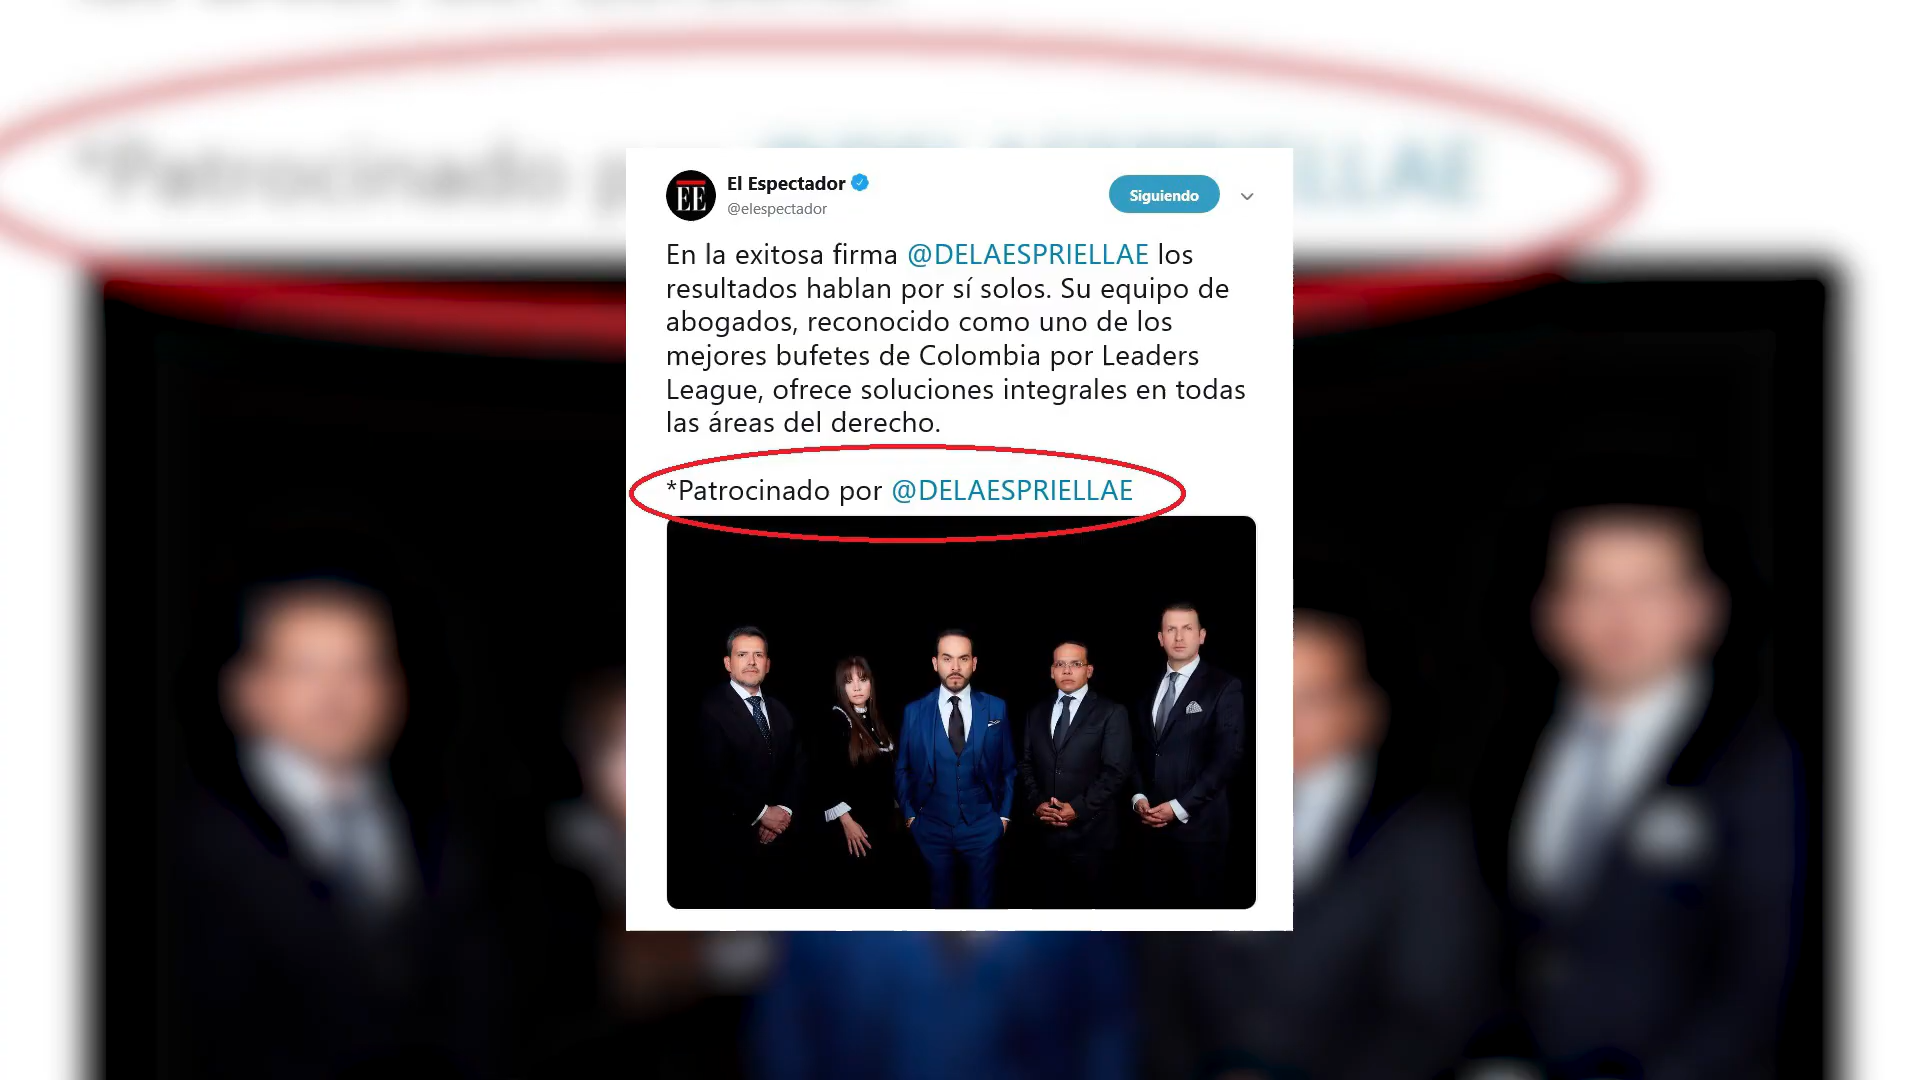 EE
El Espectador
@elespectador
Siguiendo
En la exitosa firma @DELAESPRIELLAE los
resultados hablan por sí solos. Su equipo de
abogados, reconocido como uno de los
mejores bufetes de Colombia por Leaders
League, ofrece soluciones integrales en todas
las áreas del derecho.
*Patrocinado por @DELAESPRIELLAE